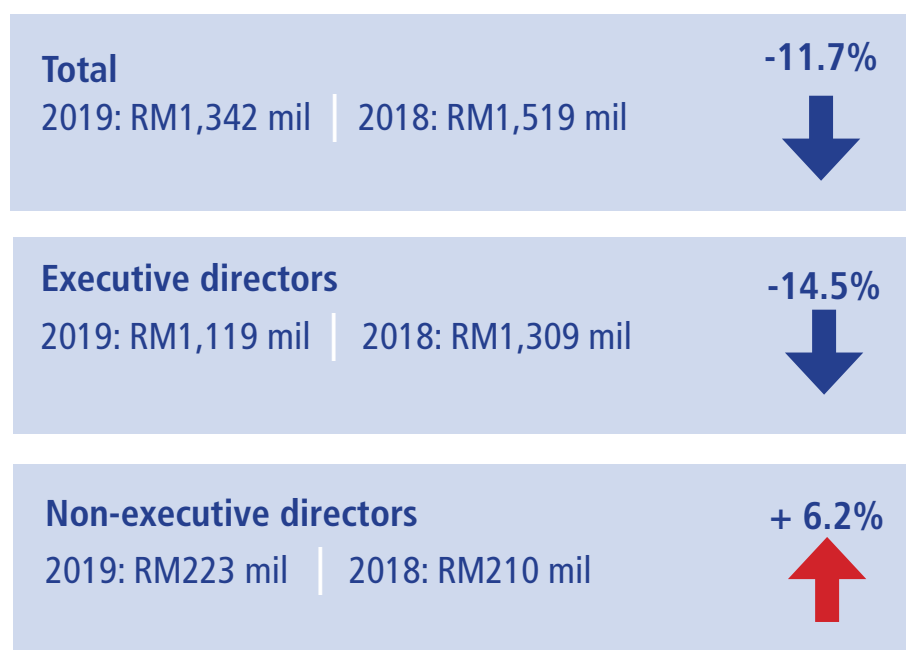 Total
-11.7%
2019: RM1,342 mil | 2018: RM1,519 mil
Executive directors
-14.5%
2019: RM1,119 mil | 2018: RM1,309 mil
Non-executive directors
+ 6.2%
2019: RM223 mil | 2018: RM210 mil